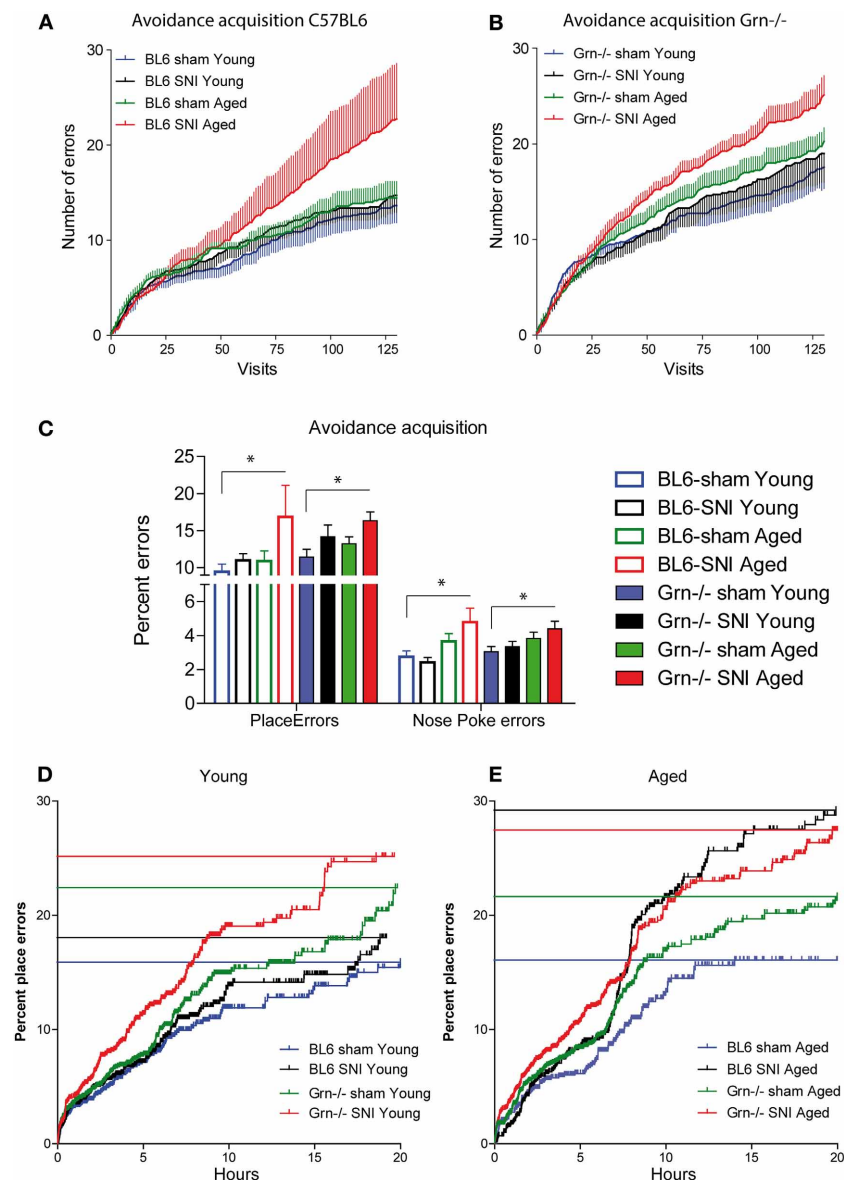 A
Avoidance acquisition C57BL6
BL6 sham Young
BL6 SNI Young
BL6 sham Aged
BL6 SNI Aged
Number of errors
30
20
10
0
0 25 50 75 100 125
Visits
B
Avoidance acquisition Grn-/-
Grn-/- sham Young
Grn-/- SNI Young
Grn-/- sham Aged
Grn-/- SNI Aged
Number of errors
30
20
10
0
0 25 50 75 100 125
Visits
C
Avoidance acquisition
Percent errors
25
20
15
10
6
4
2
0
* *
* *
PlaceErrors Nose Poke errors
BL6-sham Young
BL6-SNI Young
BL6-sham Aged
BL6-SNI Aged
Grn-/- sham Young
Grn-/- SNI Young
Grn-/- sham Aged
Grn-/- SNI Aged
D
Young
Percent place errors
30
20
10
0
BL6 sham Young
BL6 SNI Young
Grn-/- sham Young
Grn-/- SNI Young
0 5 10 15 20
Hours
E
Aged
Percent place errors
30
20
10
0
BL6 sham Aged
BL6 SNI Aged
Grn-/- sham Aged
Grn-/- SNI Aged
0 5 10 15 20
Hours